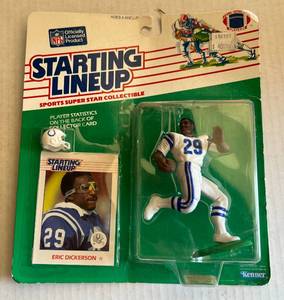 NFL
Officially
Licensed
Product
STARTING
LINEUP
SPORTS SUPER STAR COLLECTIBLE
PLAYER STATISTICS
ON THE BACK OF
COLLECTOR CARD
STARTING
LINEUP
29
ERIC DICKERSON
29
Kenner